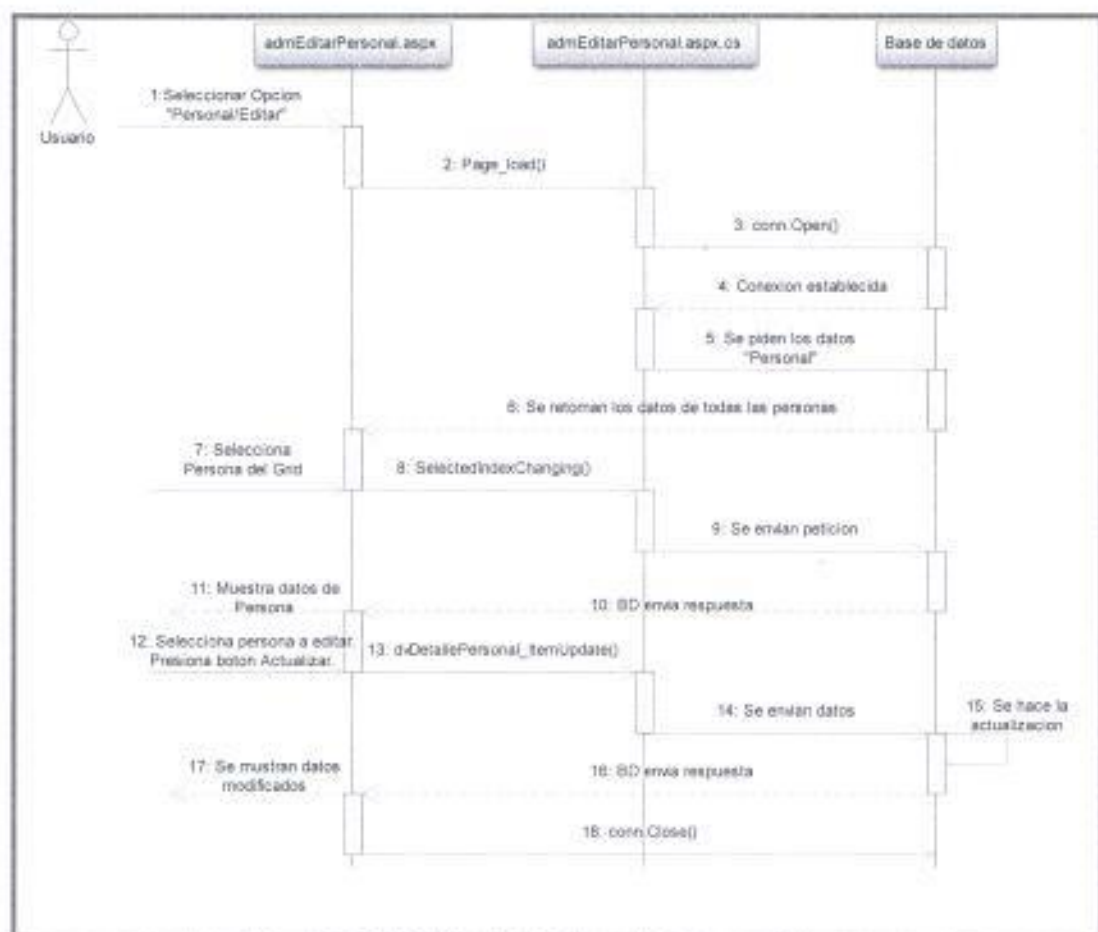 admEditarPersonal.aspx
admEditarPersonal.aspx.cs
Base de datos
Usuario
1:Seleccionar Opcion
"Personal/Editar"
2: Page_load()
3: conn.Open()
4: Conexion establecida
5: Se piden los datos
"Personal"
6: Se retornan los datos de todas las personas
7: Selecciona
Persona del Grid
8: SelectedIndexChanging()
9: Se envian peticion
10: BD envia respuesta
11: Muestra datos de
Persona
12: Selecciona persona a editar.
Presiona boton Actualizar.
13: dvDetallePersonal_ItemUpdate()
14: Se envian datos
15: Se hace la
actualizacion
16: BD envia respuesta
17: Se mustran datos
modificados
18: conn.Close()